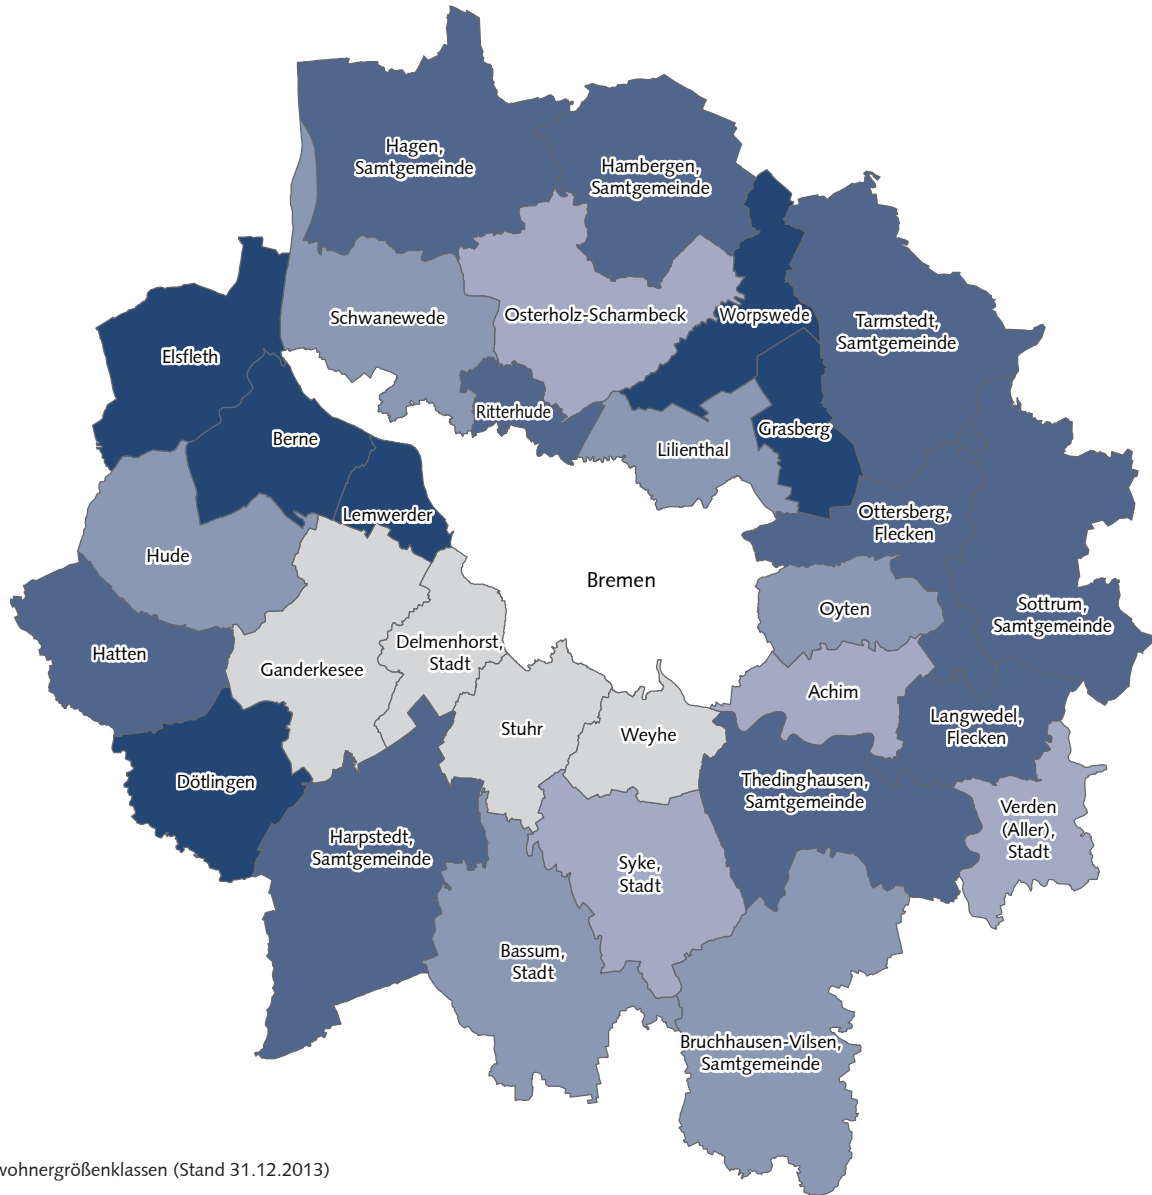 Hagen,
Samtgemeinde
Hambergen,
Samtgemeinde
Schwanewede
Osterholz-Scharmbeck
Worpswede
Tarmstedt,
Samtgemeinde
Elsfleth
Ritterhude
Berne
Lilienthal
Grasberg
Lemwerder
Ottersberg,
Flecken
Hude
Bremen
Oyten
Sottrum,
Samtgemeinde
Hatten
Ganderkesee
Delmenhorst,
Stadt
Achim
Stuhr
Weyhe
Langwedel,
Flecken
Dötlingen
Thedinghausen,
Samtgemeinde
Verden
(Aller),
Stadt
Harpstedt,
Samtgemeinde
Syke,
Stadt
Bassum,
Stadt
Bruchhausen-Vilsen,
Samtgemeinde
wohnergrößenklassen (Stand 31.12.2013)